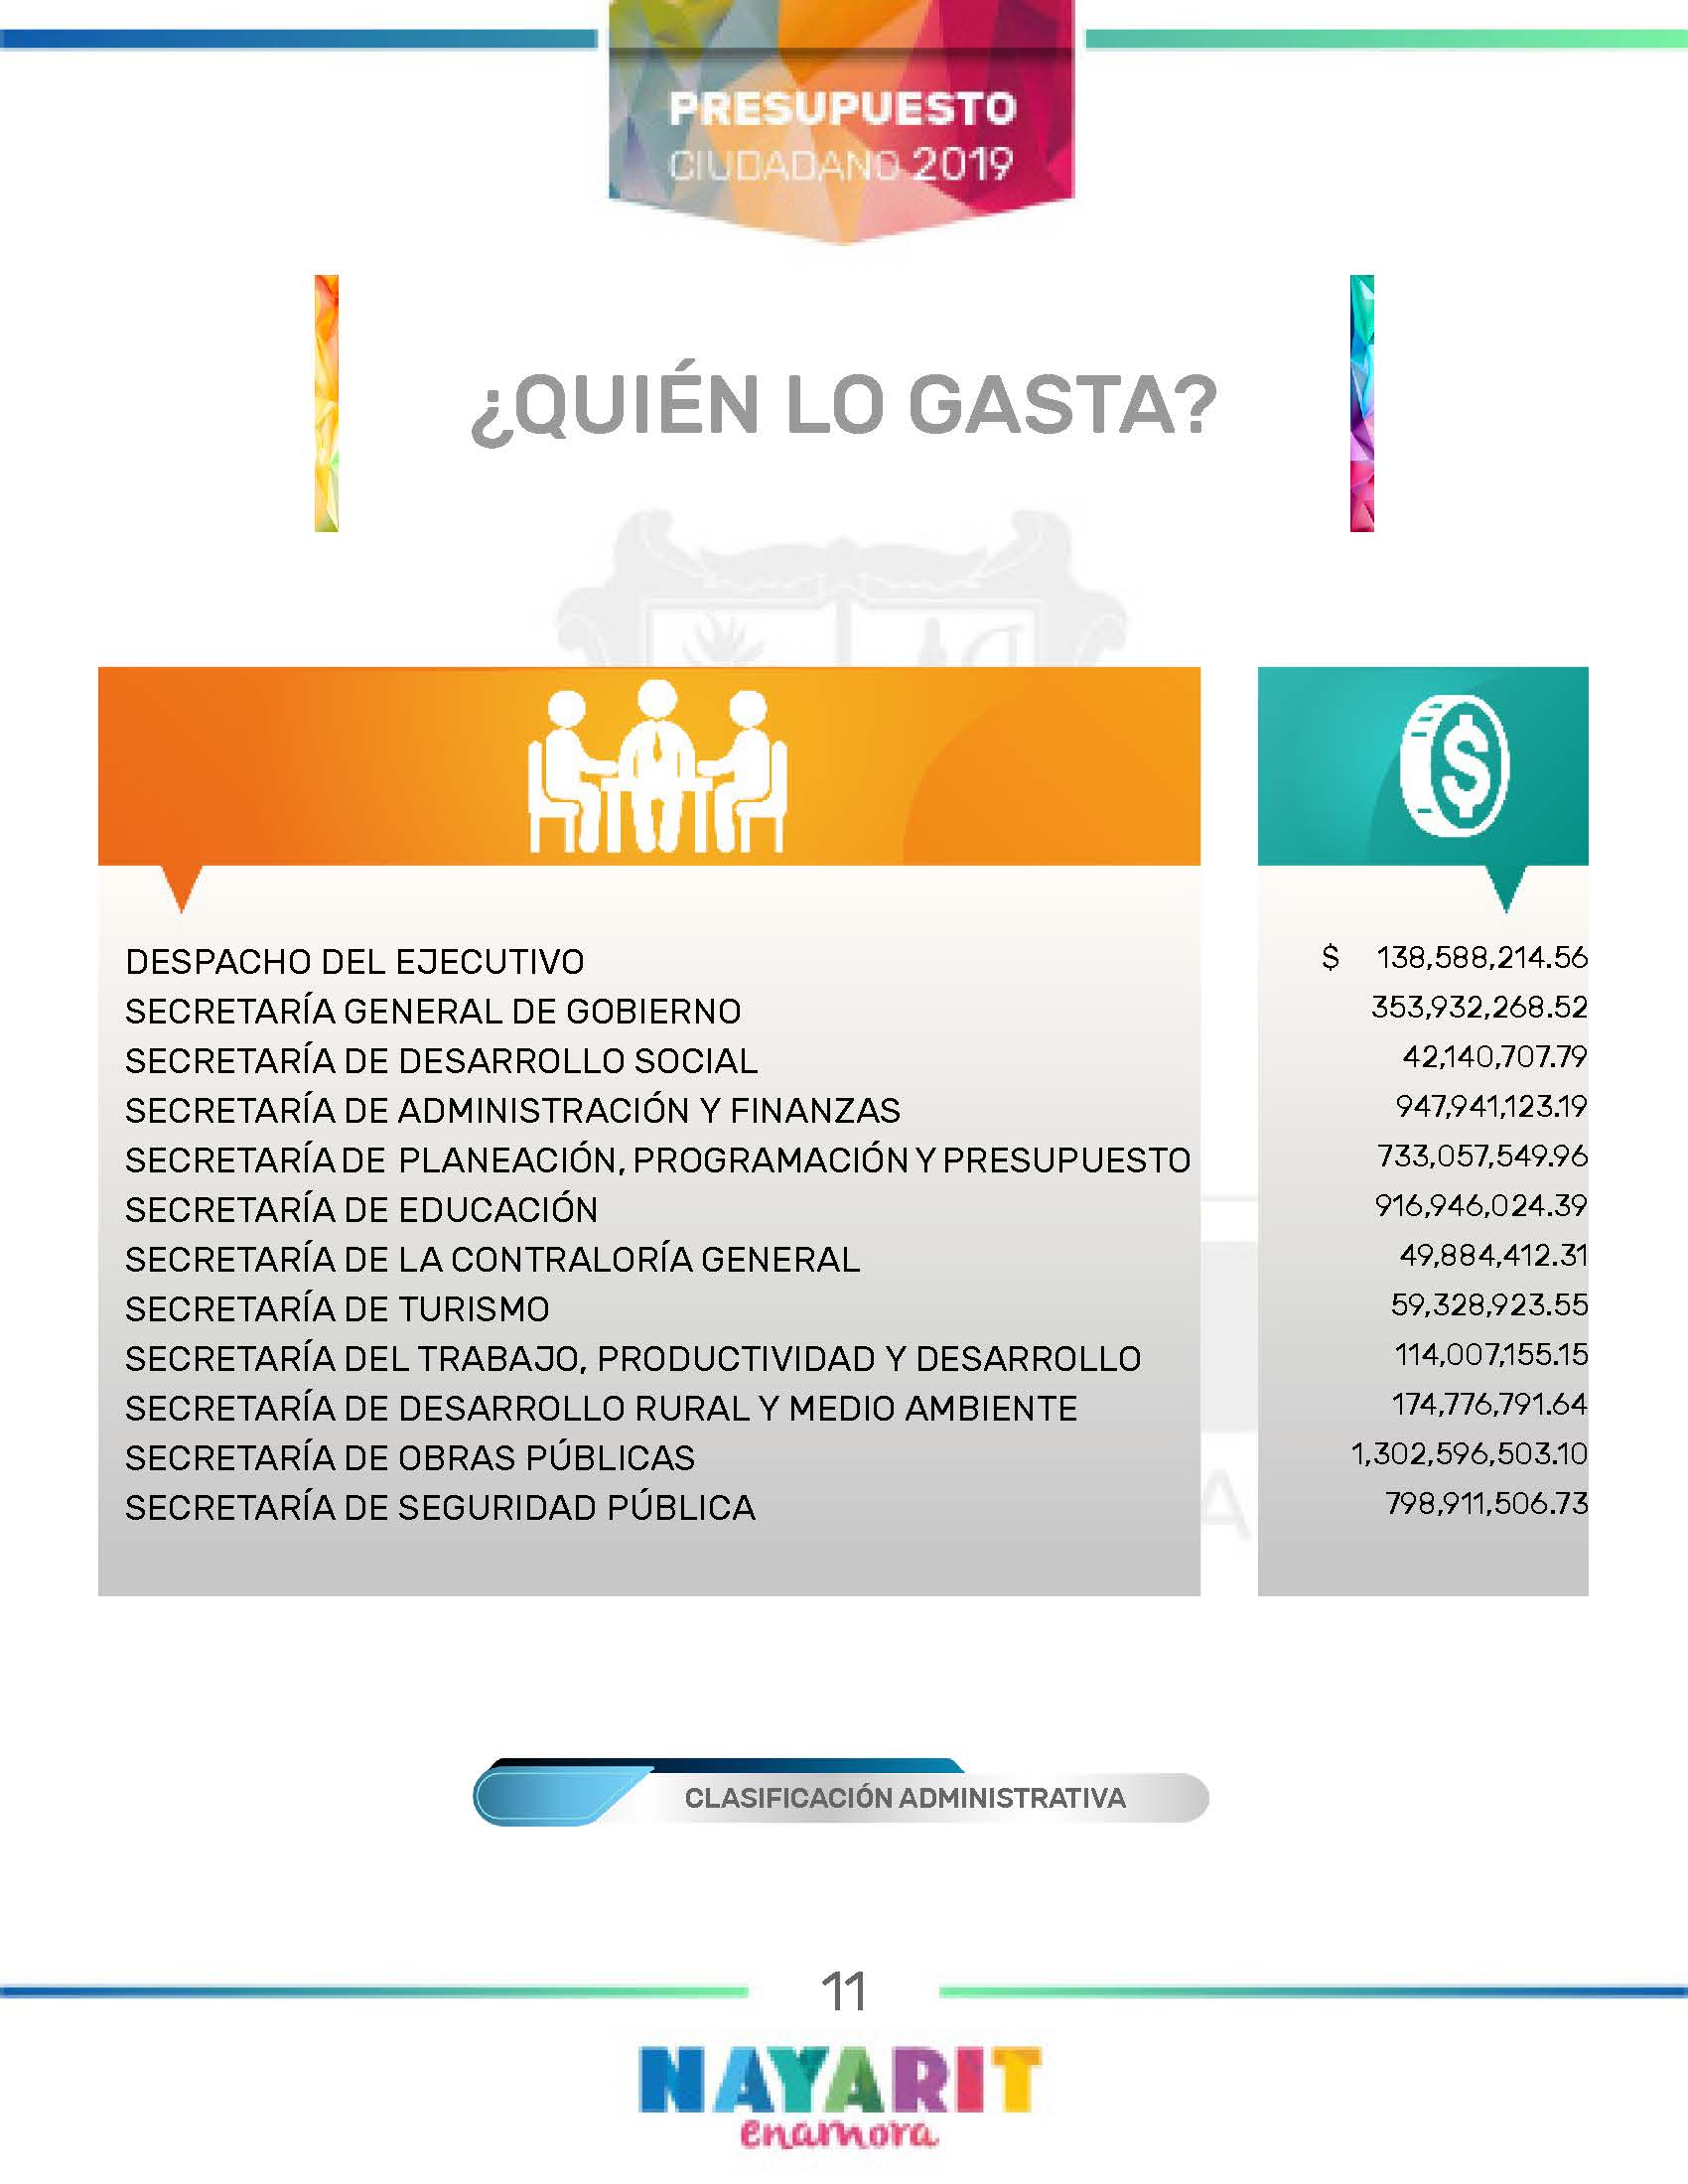 PRESUPUESTO
CIUDADANO 2019
¿QUIÉN LO GASTA?
DESPACHO DEL EJECUTIVO $ 138,588,214.56
SECRETARÍA GENERAL DE GOBIERNO 353,932,268.52
SECRETARÍA DE DESARROLLO SOCIAL 42,140,707.79
SECRETARÍA DE ADMINISTRACIÓN Y FINANZAS 947,941,123.19
SECRETARÍA DE PLANEACIÓN, PROGRAMACIÓN Y PRESUPUESTO 733,057,549.96
SECRETARÍA DE EDUCACIÓN 916,946,024.39
SECRETARÍA DE LA CONTRALORÍA GENERAL 49,884,412.31
SECRETARÍA DE TURISMO 59,328,923.55
SECRETARÍA DEL TRABAJO, PRODUCTIVIDAD Y DESARROLLO 114,007,155.15
SECRETARÍA DE DESARROLLO RURAL Y MEDIO AMBIENTE 174,776,791.64
SECRETARÍA DE OBRAS PÚBLICAS 1,302,596,503.10
SECRETARÍA DE SEGURIDAD PÚBLICA 798,911,506.73
CLASIFICACIÓN ADMINISTRATIVA
11
NAYARIT
enamora